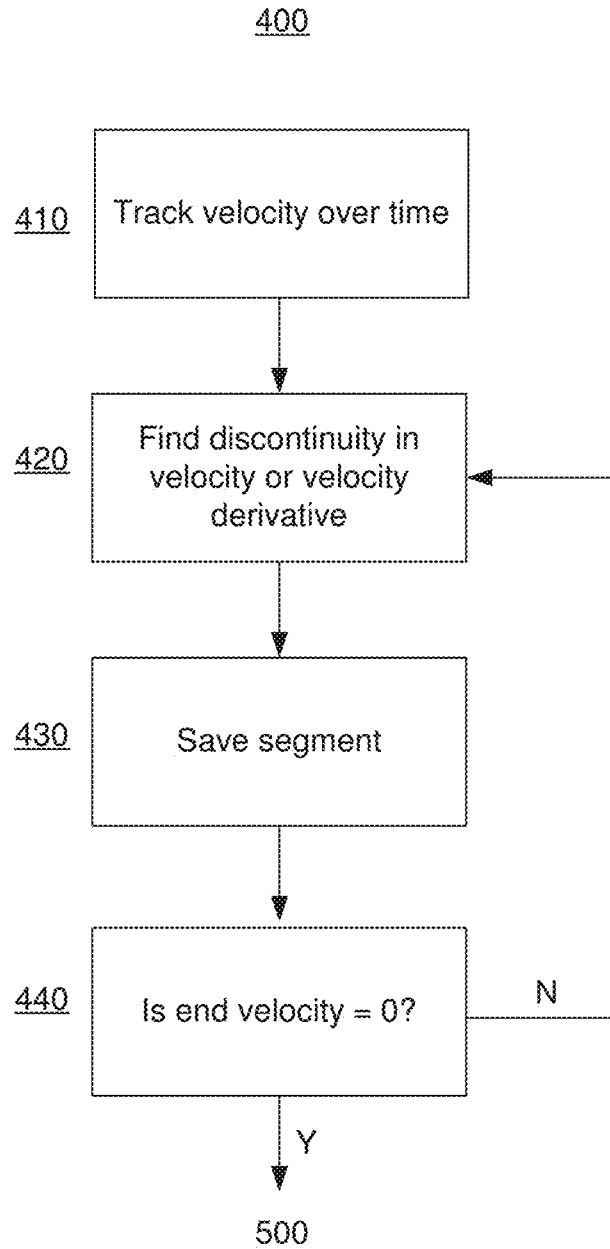 400
410
Track velocity over time
420
Find discontinuity in
velocity or velocity
derivative
430
Save segment
440
Is end velocity = 0?
N
Y
500